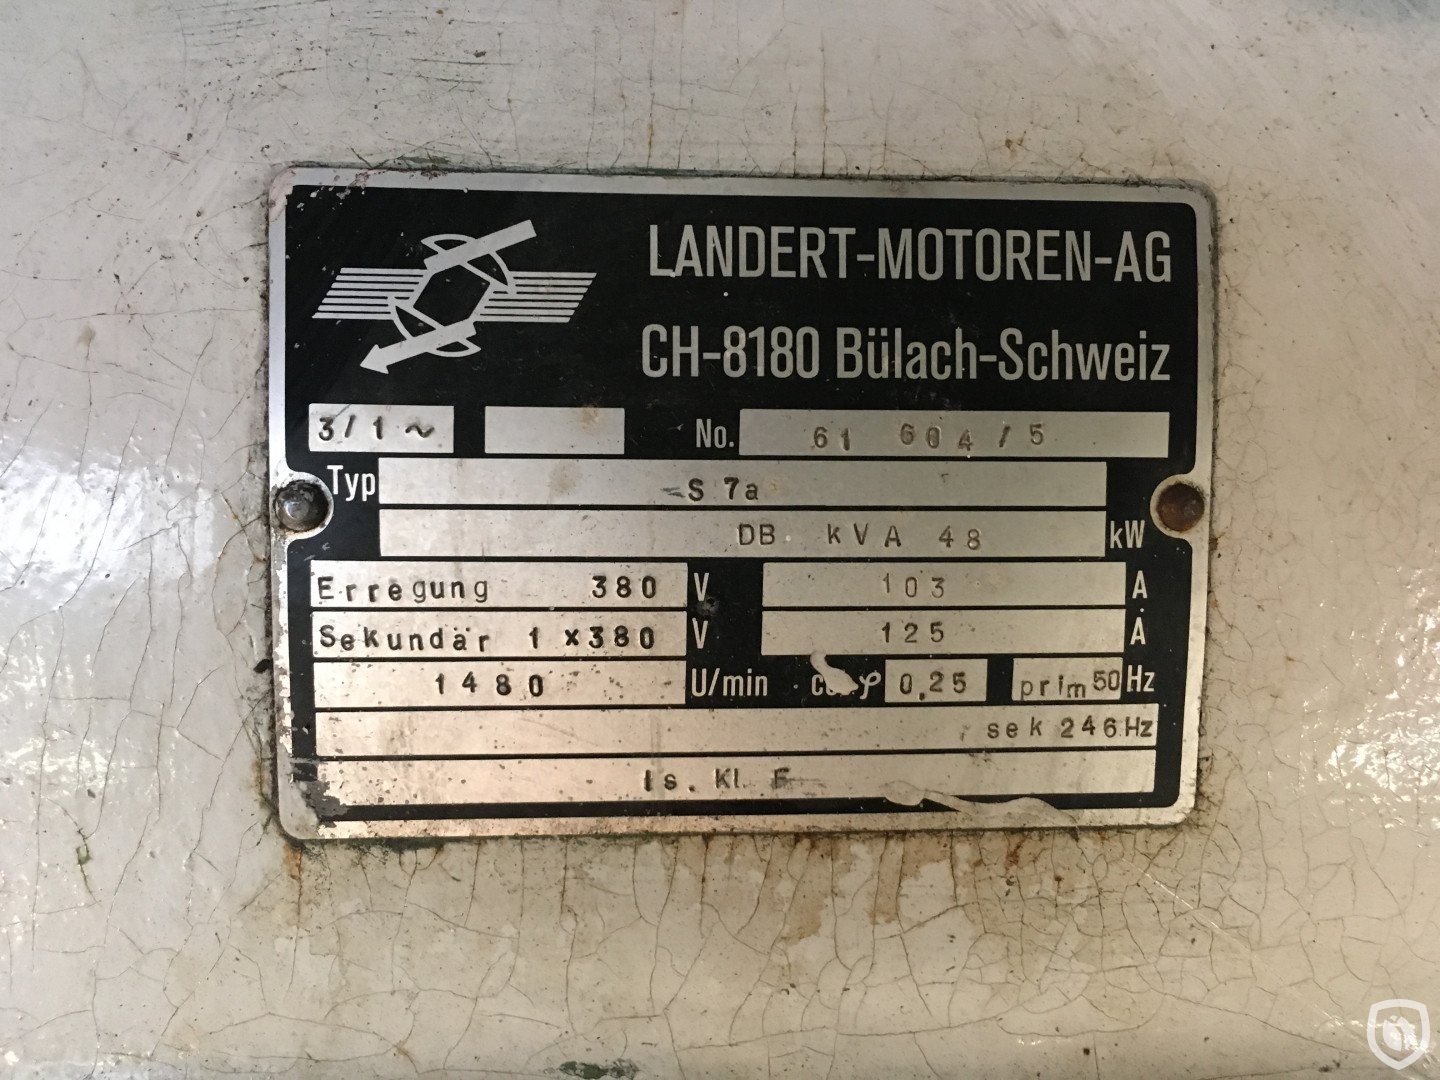 LANDERT-MOTOREN-AG
CH-8180 Bülach-Schweiz
3/1~ No. 61 604/5
Typ S 7a
DB kVA 48 kW
Erregung 380 V 103 A
Sekundär 1 x380 V 125 A
1480 U/min φ 0,25 prim 50 Hz
sek 246 Hz
Is. Kl. F